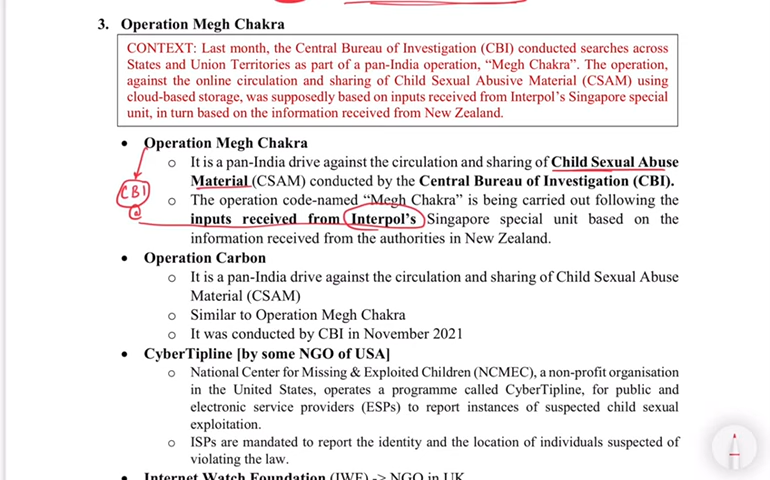 3. Operation Megh Chakra
CONTEXT: Last month, the Central Bureau of Investigation (CBI) conducted searches across
States and Union Territories as part of a pan-India operation, “Megh Chakra”. The operation,
against the online circulation and sharing of Child Sexual Abusive Material (CSAM) using
cloud-based storage, was supposedly based on inputs received from Interpol’s Singapore special
unit, in turn based on the information received from New Zealand.
• Operation Megh Chakra
o It is a pan-India drive against the circulation and sharing of Child Sexual Abuse
Material (CSAM) conducted by the Central Bureau of Investigation (CBI).
CBI
o The operation code-named “Megh Chakra” is being carried out following the
inputs received from Interpol’s Singapore special unit based on the
information received from the authorities in New Zealand.
• Operation Carbon
o It is a pan-India drive against the circulation and sharing of Child Sexual Abuse
Material (CSAM)
o Similar to Operation Megh Chakra
o It was conducted by CBI in November 2021
• CyberTipline [by some NGO of USA]
o National Center for Missing & Exploited Children (NCMEC), a non-profit organisation
in the United States, operates a programme called CyberTipline, for public and
electronic service providers (ESPs) to report instances of suspected child sexual
exploitation.
o ISPs are mandated to report the identity and the location of individuals suspected of
violating the law.
• Internet Watch Foundation (IWF) -> NGO in UK